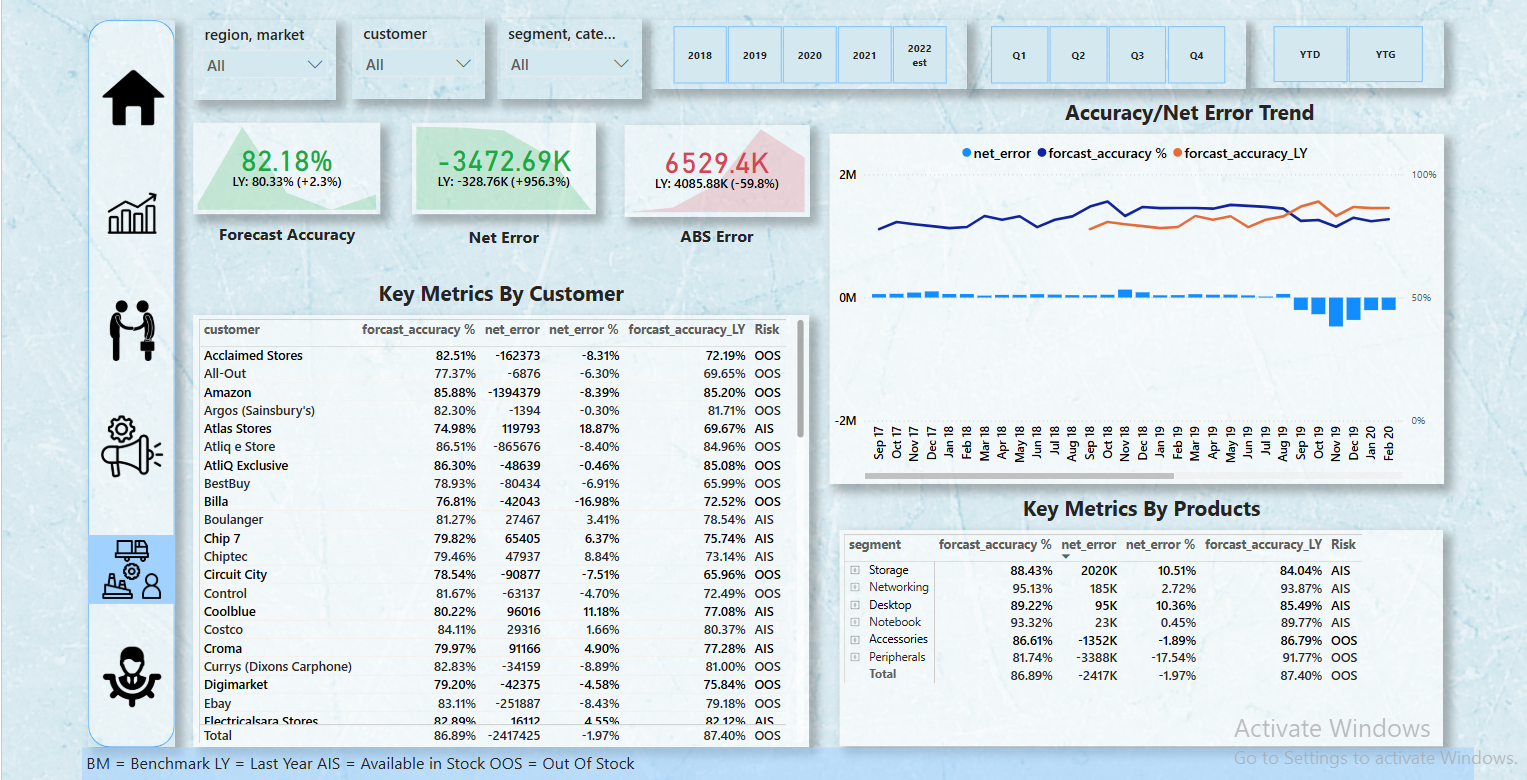 region, market
All
customer
All
segment, cate...
All
2018 2019 2020 2021 2022 est
Q1 Q2 Q3 Q4
YTD YTG
82.18%
LY: 80.33% (+2.3%)
Forecast Accuracy
-3472.69K
LY: -328.76K (+956.3%)
Net Error
6529.4K
LY: 4085.88K (-59.8%)
ABS Error
Accuracy/Net Error Trend
net_error forcast_accuracy % forcast_accuracy_LY
2M 100%
0M 50%
-2M 0%
Sep 17 Oct 17 Nov 17 Dec 17 Jan 18 Feb 18 Mar 18 Apr 18 May 18 Jun 18 Jul 18 Aug 18 Sep 18 Oct 18 Nov 18 Dec 18 Jan 19 Feb 19 Mar 19 Apr 19 May 19 Jun 19 Jul 19 Aug 19 Sep 19 Oct 19 Nov 19 Dec 19 Jan 20 Feb 20
Key Metrics By Customer
customer forcast_accuracy % net_error net_error % forcast_accuracy_LY Risk
Acclaimed Stores 82.51% -162373 -8.31% 72.19% OOS
All-Out 77.37% -6876 -6.30% 69.65% OOS
Amazon 85.88% -1394379 -8.39% 85.20% OOS
Argos (Sainsbury's) 82.30% -1394 -0.30% 81.71% OOS
Atlas Stores 74.98% 119793 18.87% 69.67% AIS
Atliq e Store 86.51% -865676 -8.40% 84.96% OOS
AtliQ Exclusive 86.30% -48639 -0.46% 85.08% OOS
BestBuy 78.93% -80434 -6.91% 65.99% OOS
Billa 76.81% -42043 -16.98% 72.52% OOS
Boulanger 81.27% 27467 3.41% 78.54% AIS
Chip 7 79.82% 65405 6.37% 75.74% AIS
Chiptec 79.46% 47937 8.84% 73.14% AIS
Circuit City 78.54% -90877 -7.51% 65.96% OOS
Control 81.67% -63137 -4.70% 72.49% OOS
Coolblue 80.22% 96016 11.18% 77.08% AIS
Costco 84.11% 29316 1.66% 80.37% AIS
Croma 79.97% 91166 4.90% 77.28% AIS
Currys (Dixons Carphone) 82.83% -34159 -8.89% 81.00% OOS
Digimarket 79.20% -42375 -4.58% 75.84% OOS
Ebay 83.11% -251887 -8.43% 79.18% OOS
Electricalsara Stores 82.89% 16112 4.55% 82.12% AIS
Total 86.89% -2417425 -1.97% 87.40% OOS
Key Metrics By Products
segment forcast_accuracy % net_error net_error % forcast_accuracy_LY Risk
Storage 88.43% 2020K 10.51% 84.04% AIS
Networking 95.13% 185K 2.72% 93.87% AIS
Desktop 89.22% 95K 10.36% 85.49% AIS
Notebook 93.32% 23K 0.45% 89.77% AIS
Accessories 86.61% -1352K -1.89% 86.79% OOS
Peripherals 81.74% -3388K -17.54% 91.77% OOS
Total 86.89% -2417K -1.97% 87.40% OOS
Activate Windows
Go to Settings to activate Windows.
BM = Benchmark LY = Last Year AIS = Available in Stock OOS = Out Of Stock